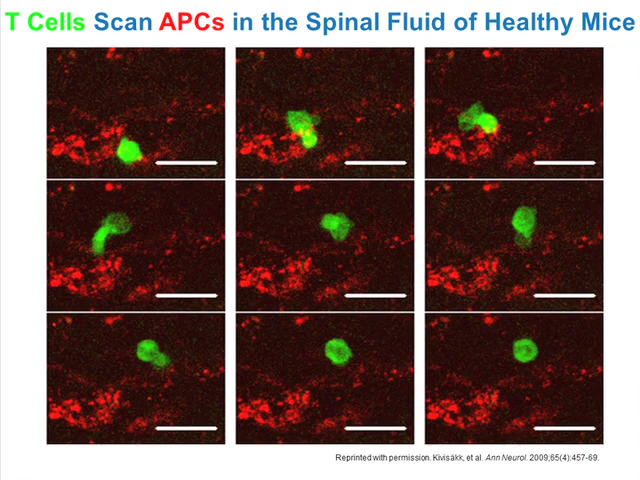 T Cells Scan APCs in the Spinal Fluid of Healthy Mice
Reprinted with permission. Kivisäkk, et al. Ann Neurol. 2009;65(4):457-69.